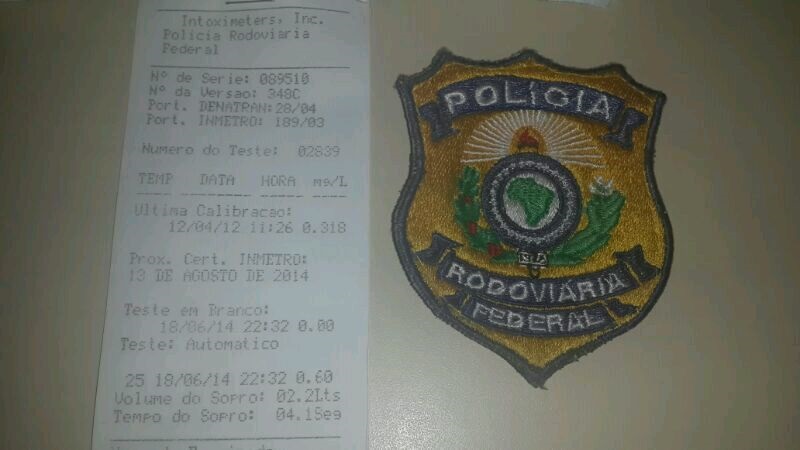 Intoximeters, Inc.
Policia Rodoviaria
Federal
Nº de Serie: 089510
Nº da Versao: 348C
Port. DENATRAN:28/04
Port. INMETRO: 189/03
Numero do Teste: 02839
TEMP DATA HORA mg/L
Ultima Calibracao:
12/04/12 11:26 0.318
Prox. Cert. INMETRO:
13 DE AGOSTO DE 2014
Teste em Branco:
18/06/14 22:32 0.00
Teste: Automatico
25 18/06/14 22:32 0.60
Volume do Sopro: 02.2Lts
Tempo do Sopro: 04.1Seg
POLÍCIA
RODOVIÁRIA
FEDERAL